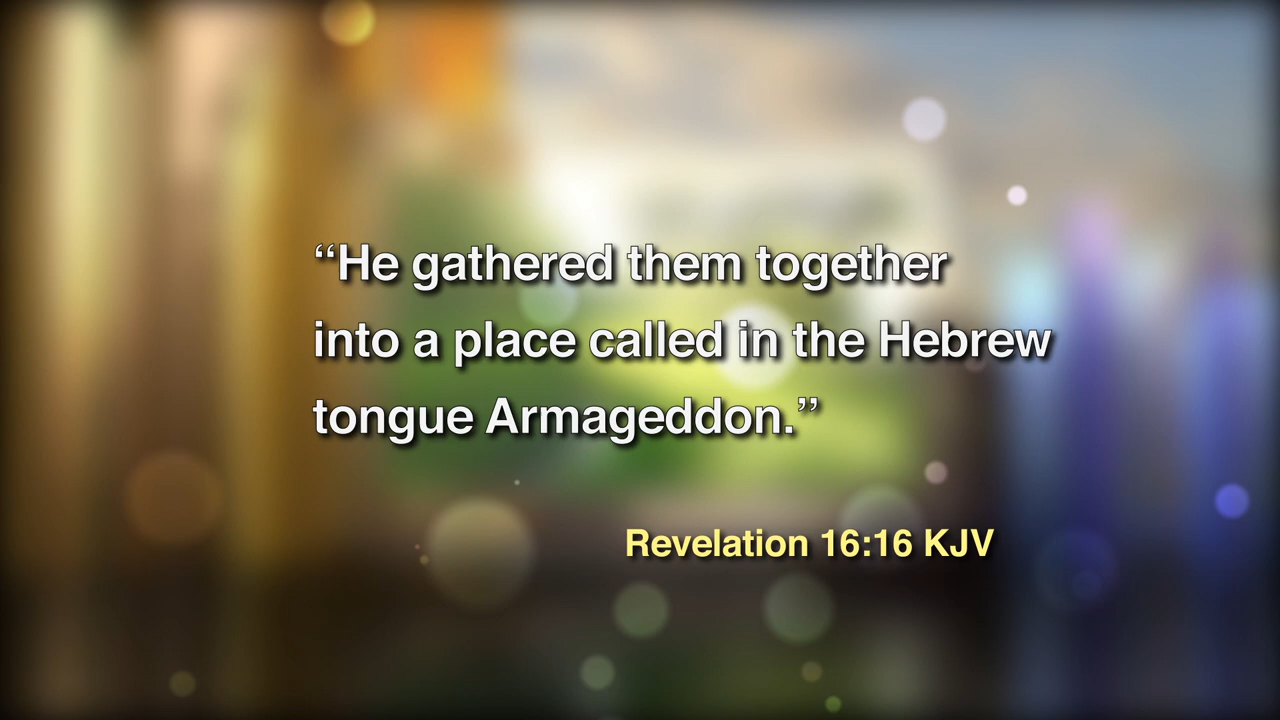 “He gathered them together
into a place called in the Hebrew
tongue Armageddon.”
Revelation 16:16 KJV